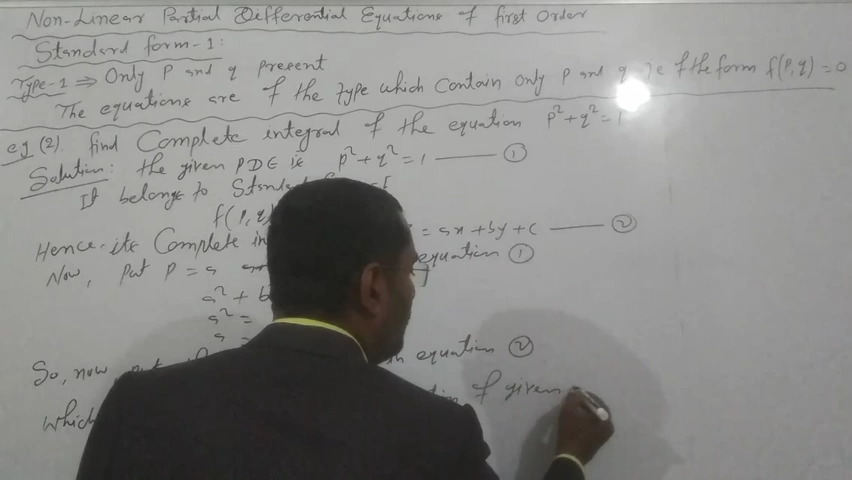 Non-Linear Partial Differential Equations of first Order
Standard form-1:
Type-1 ⇒ Only P and q present
The equations are of the type which contain only p and q ie of the form f(p,q) = 0
eg (2). find Complete integral of the equation p² + q² = 1
Solution: the given PDE is p² + q² = 1 —— ①
It belongs to
f(p,q)
Hence its Complete = ax + by + c —— ②
Now, Put P = a equation ①
a² +
a² =
a =
So, now in equation ②
which of given